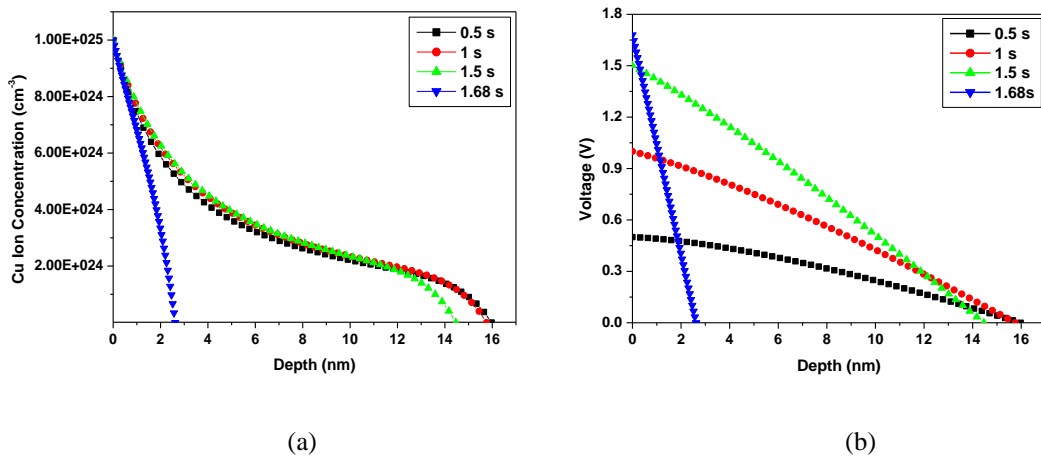 1.00E+025
8.00E+024
6.00E+024
4.00E+024
2.00E+024
Cu Ion Concentration (cm-3)
0 2 4 6 8 10 12 14 16
Depth (nm)
0.5 s
1 s
1.5 s
1.68s
(a)
1.8
1.5
1.2
0.9
0.6
0.3
0.0
Voltage (V)
0 2 4 6 8 10 12 14 16
Depth (nm)
0.5 s
1 s
1.5 s
1.68s
(b)